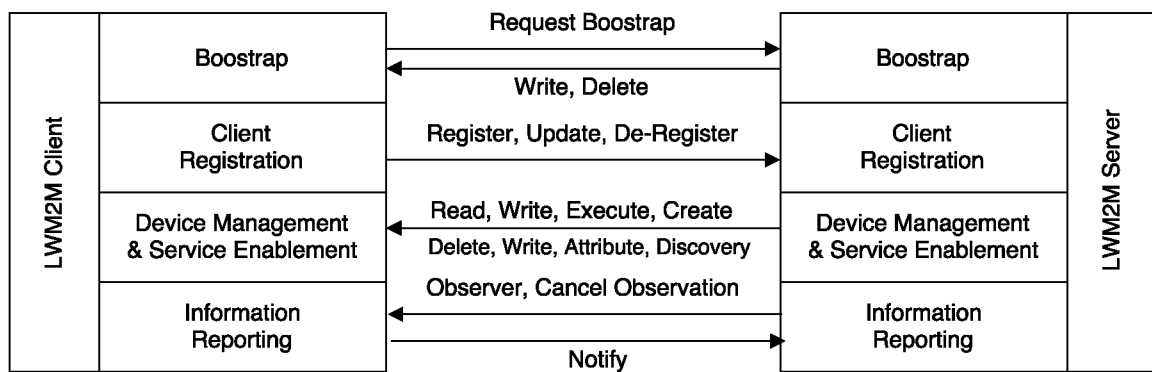 LWM2M Client
Boostrap
Request Boostrap
Write, Delete
Boostrap
LWM2M Server
Client
Registration
Register, Update, De-Register
Client
Registration
Device Management
& Service Enablement
Read, Write, Execute, Create
Delete, Write, Attribute, Discovery
Device Management
& Service Enablement
Information
Reporting
Observer, Cancel Observation
Notify
Information
Reporting